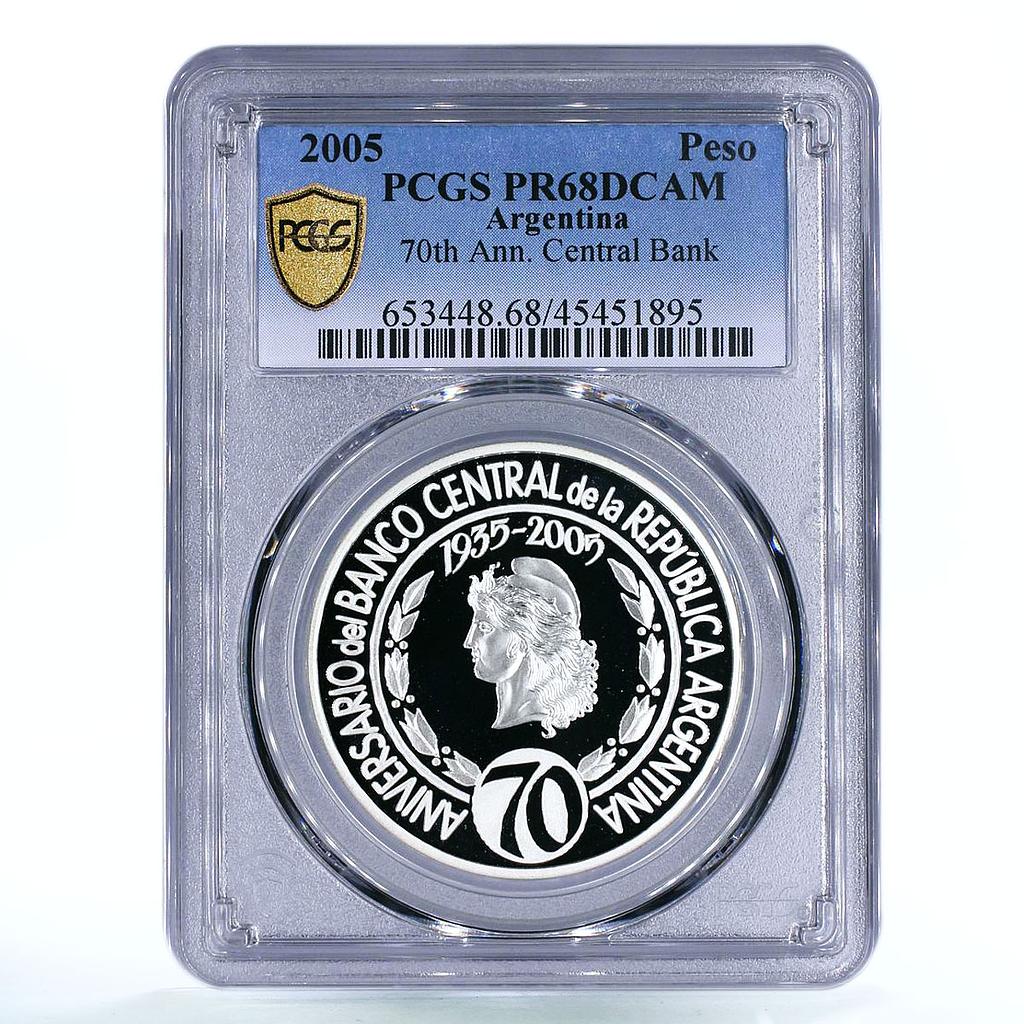 2005 Peso
PCGS PR68DCAM
Argentina
70th Ann. Central Bank
PCGS
653448.68/45451895
ANIVERSARIO del BANCO CENTRAL de la REPÚBLICA ARGENTINA
1935-2005
70